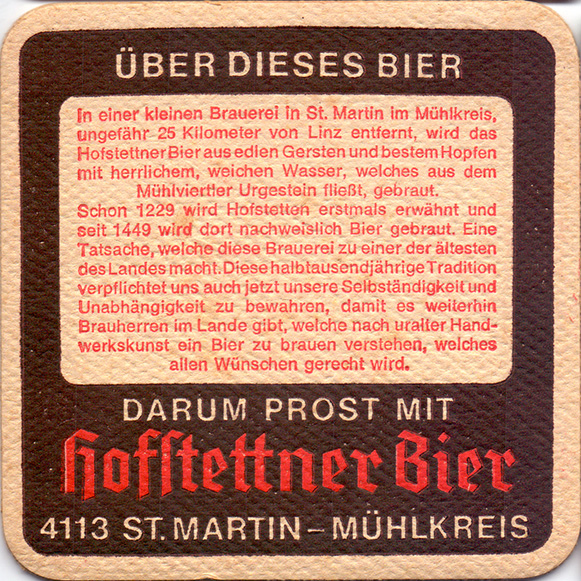 ÜBER DIESES BIER
In einer kleinen Brauerei in St. Martin im Mühlkreis,
ungefähr 25 Kilometer von Linz entfernt, wird das
Hofstettner Bier aus edlen Gersten und bestem Hopfen
mit herrlichem, weichen Wasser, welches aus dem
Mühlviertler Urgestein fließt, gebraut.
Schon 1229 wird Hofstetten erstmals erwähnt und
seit 1449 wird dort nachweislich Bier gebraut. Eine
Tatsache, welche diese Brauerei zu einer der ältesten
des Landes macht. Diese halbtausendjährige Tradition
verpflichtet uns auch jetzt unsere Selbständigkeit und
Unabhängigkeit zu bewahren, damit es weiterhin
Brauherren im Lande gibt, welche nach uralter Hand-
werkskunst ein Bier zu brauen verstehen, welches
allen Wünschen gerecht wird.
DARUM PROST MIT
Hofstettner Bier
4113 ST. MARTIN – MÜHLKREIS